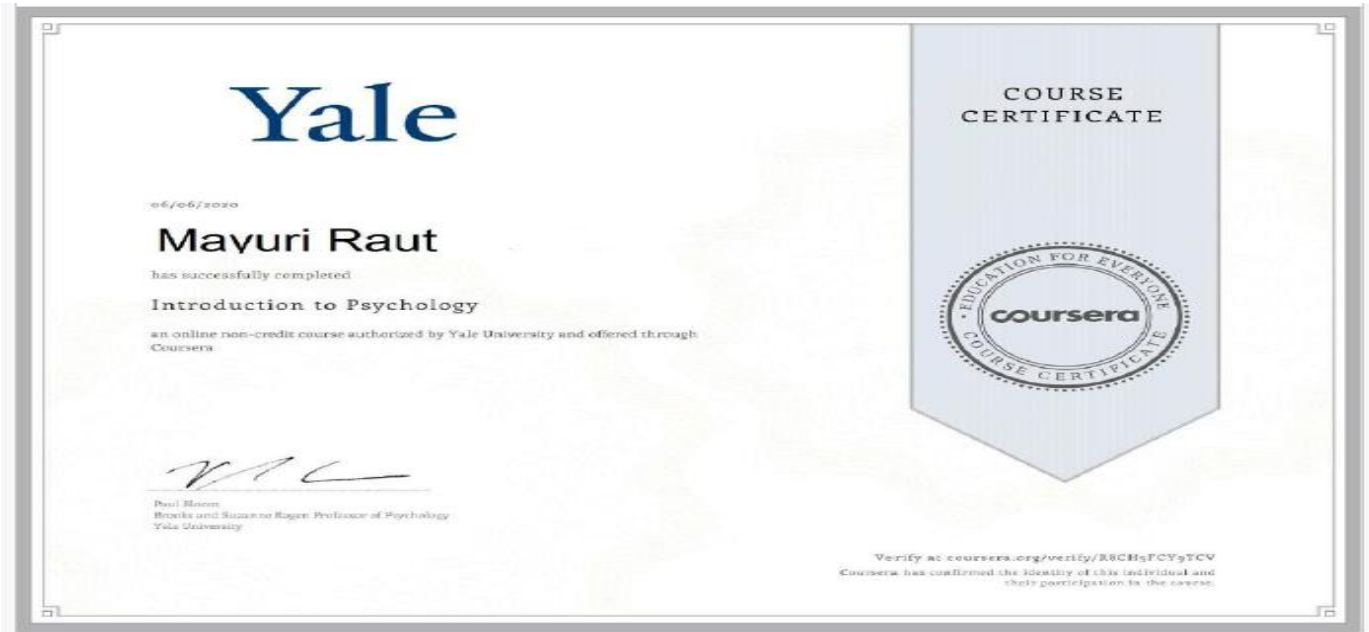 Yale
06/06/2020
Mayuri Raut
has successfully completed
Introduction to Psychology
an online non-credit course authorized by Yale University and offered through
Coursera
Paul Bloom
Brooks and Suzanne Ragen Professor of Psychology
Yale University
COURSE
CERTIFICATE
EDUCATION FOR EVERYONE
coursera
COURSE CERTIFICATE
Verify at coursera.org/verify/R8CH5FCY9TCV
Coursera has confirmed the identity of this individual and
their participation in the course.